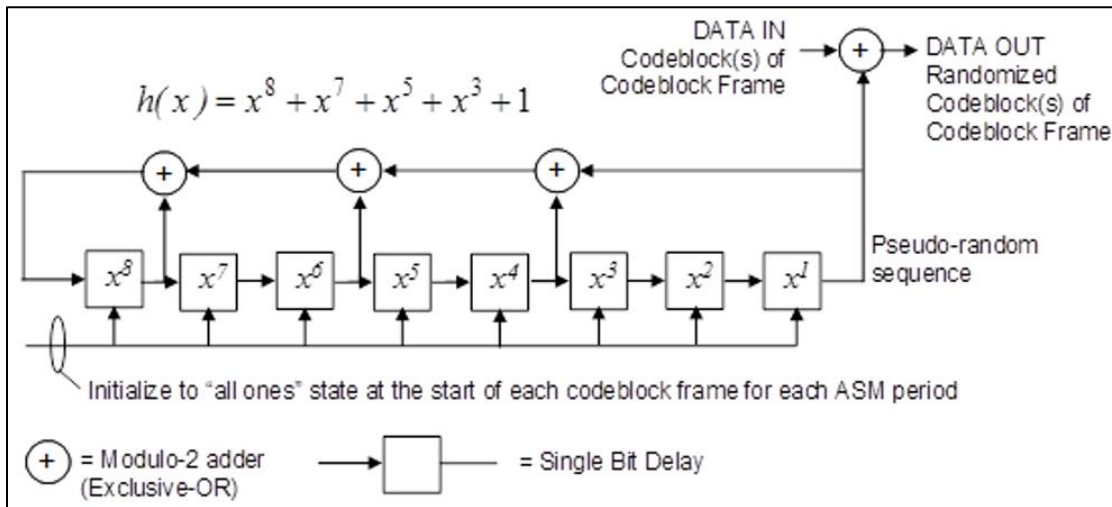 DATA IN
Codeblock(s) of
Codeblock Frame
+
DATA OUT
Randomized
Codeblock(s) of
Codeblock Frame
h(x) = x⁸ + x⁷ + x⁵ + x³ + 1
+ + +
Pseudo-random
sequence
x⁸ x⁷ x⁶ x⁵ x⁴ x³ x² x¹
Initialize to “all ones” state at the start of each codeblock frame for each ASM period
+ = Modulo-2 adder
(Exclusive-OR)
= Single Bit Delay